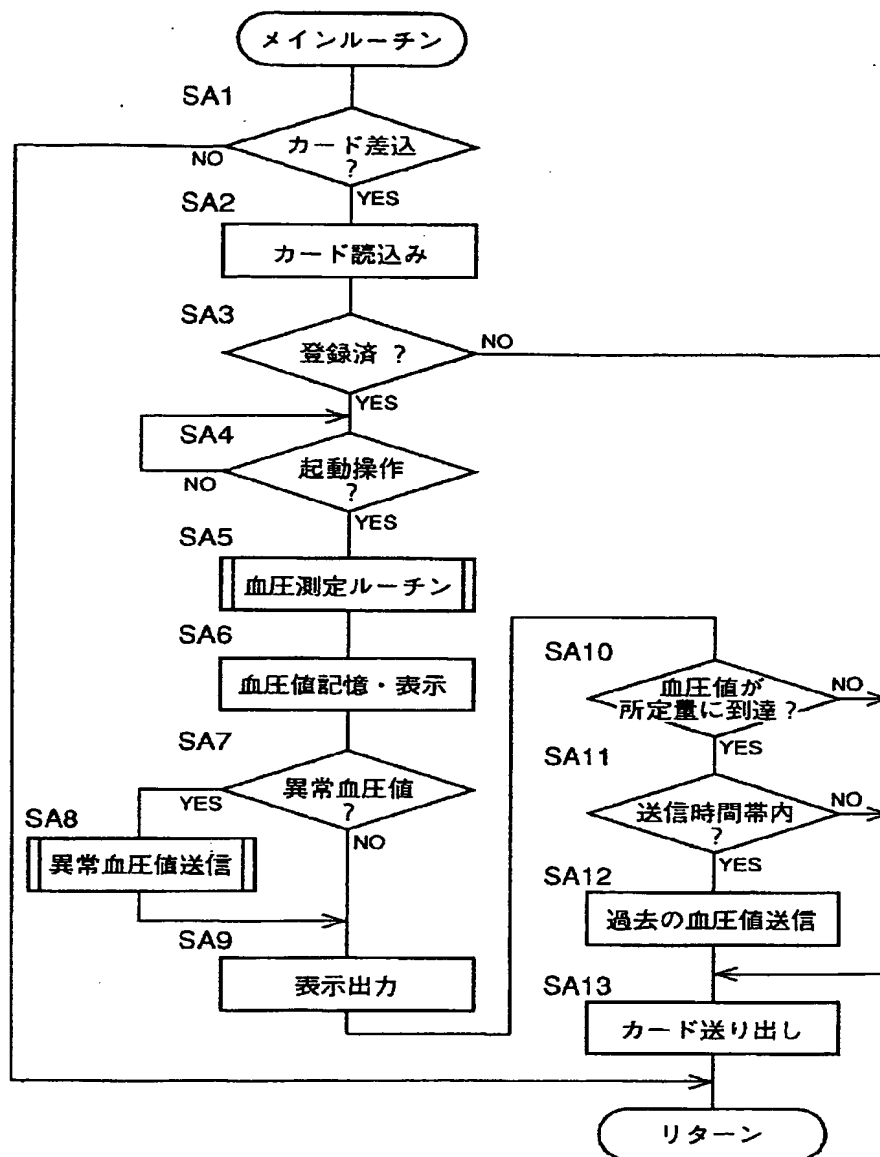 メインルーチン
SA1
カード差込
?
NO
YES
SA2
カード読込み
SA3
登録済 ?
NO
YES
SA4
起動操作
?
NO
YES
SA5
血圧測定ルーチン
SA6
血圧値記憶・表示
SA7
異常血圧値
?
YES
NO
SA8
異常血圧値送信
SA9
表示出力
SA10
血圧値が
所定量に到達 ?
NO
YES
SA11
送信時間帯内
?
NO
YES
SA12
過去の血圧値送信
SA13
カード送り出し
リターン